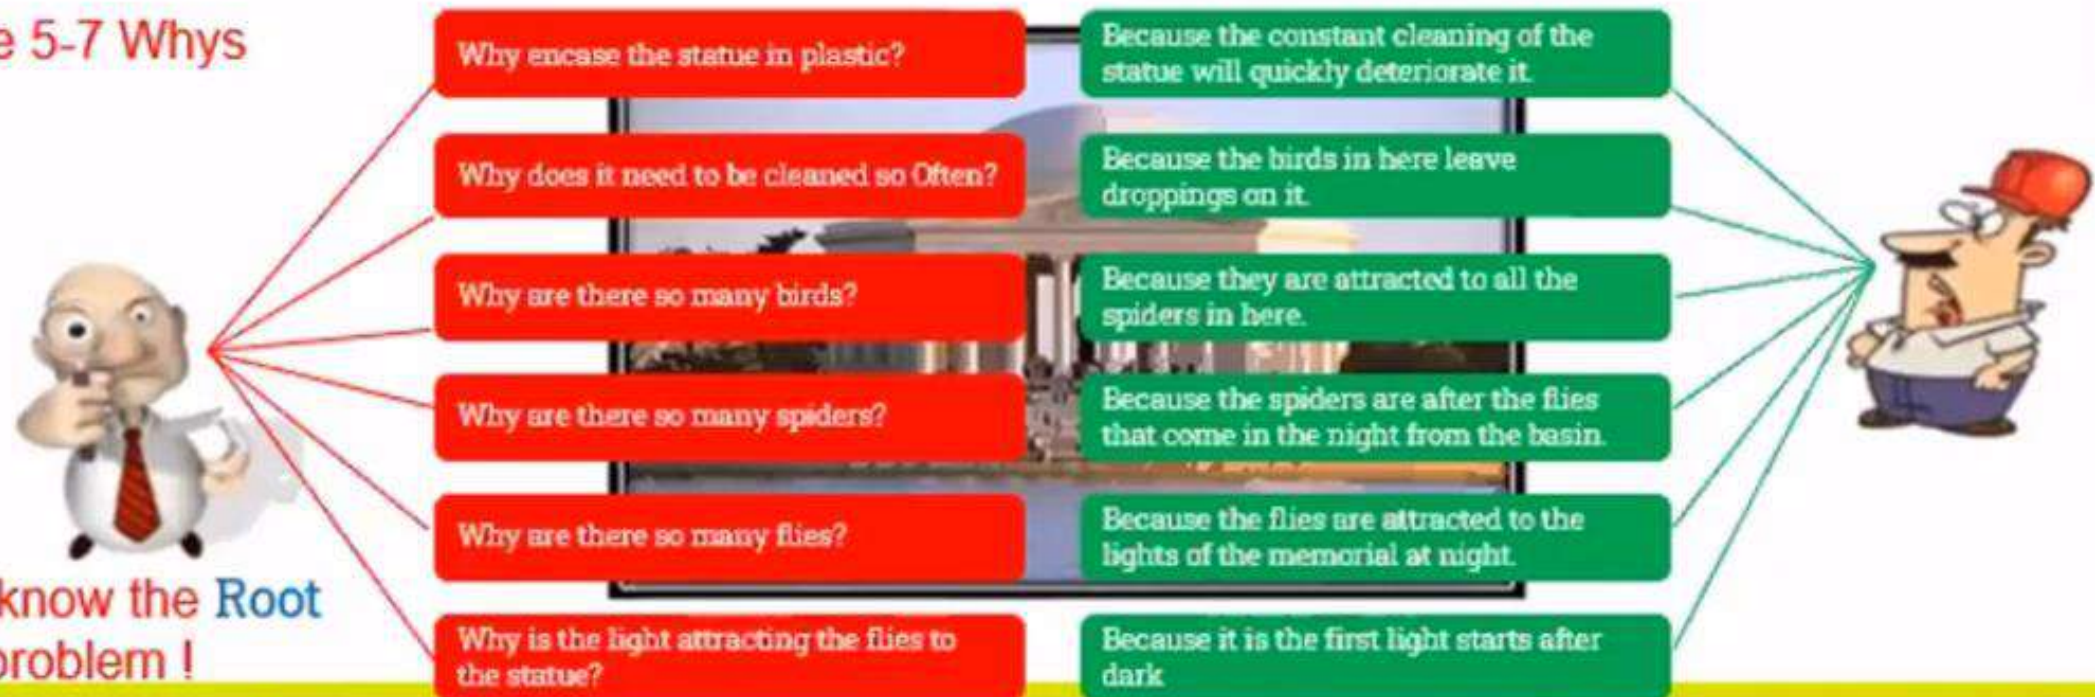 e 5-7 Whys
Why encase the statue in plastic?
Because the constant cleaning of the
statue will quickly deteriorate it.
Why does it need to be cleaned so Often?
Because the birds in here leave
droppings on it.
Why are there so many birds?
Because they are attracted to all the
spiders in here.
Why are there so many spiders?
Because the spiders are after the flies
that come in the night from the basin.
Why are there so many flies?
Because the flies are attracted to the
lights of the memorial at night.
know the Root
problem !
Why is the light attracting the flies to
the statue?
Because it is the first light starts after
dark